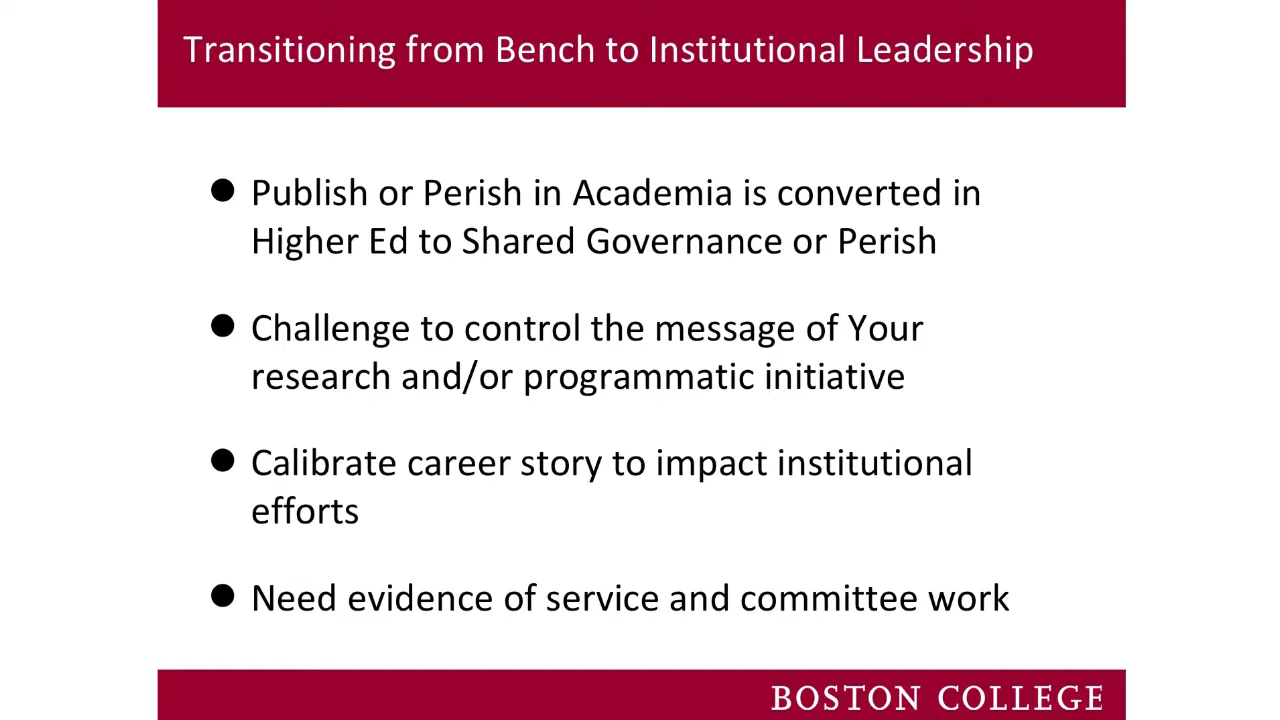 Transitioning from Bench to Institutional Leadership
● Publish or Perish in Academia is converted in
Higher Ed to Shared Governance or Perish
● Challenge to control the message of Your
research and/or programmatic initiative
● Calibrate career story to impact institutional
efforts
● Need evidence of service and committee work
BOSTON COLLEGE